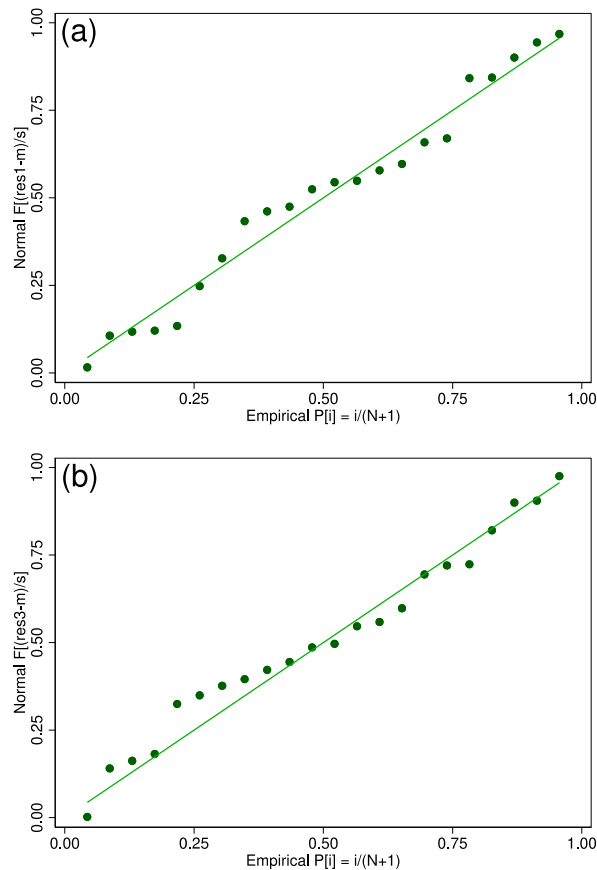 (a)
1.00
0.75
0.50
0.25
0.00
Normal F[(res1-m)/s]
0.00 0.25 0.50 0.75 1.00
Empirical P[i] = i/(N+1)
(b)
1.00
0.75
0.50
0.25
0.00
Normal F[(res3-m)/s]
0.00 0.25 0.50 0.75 1.00
Empirical P[i] = i/(N+1)